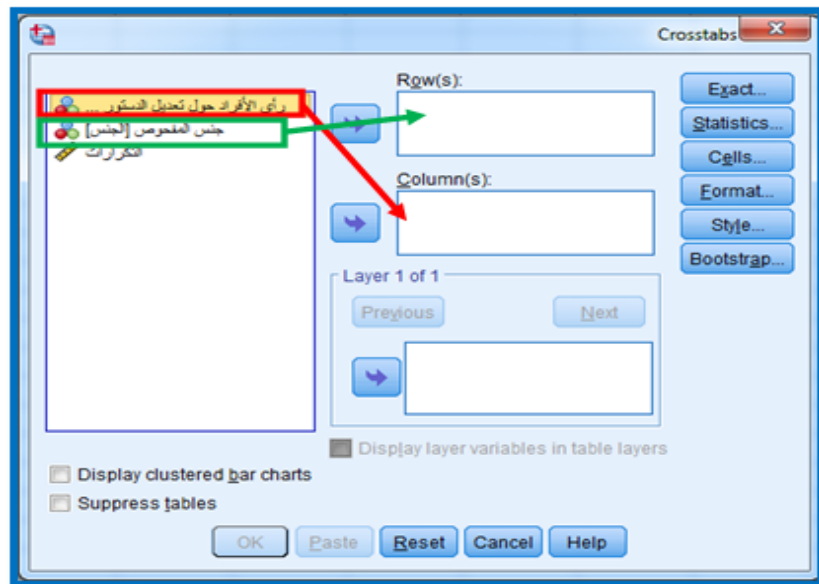 Crosstabs
رأى الأفراد حول تعديل الدستور ...
جنس المفحوص [الجنس]
التكرارات
Row(s):
Column(s):
Layer 1 of 1
Previous
Next
Display layer variables in table layers
Exact...
Statistics...
Cells...
Format...
Style...
Bootstrap...
Display clustered bar charts
Suppress tables
OK
Paste
Reset
Cancel
Help